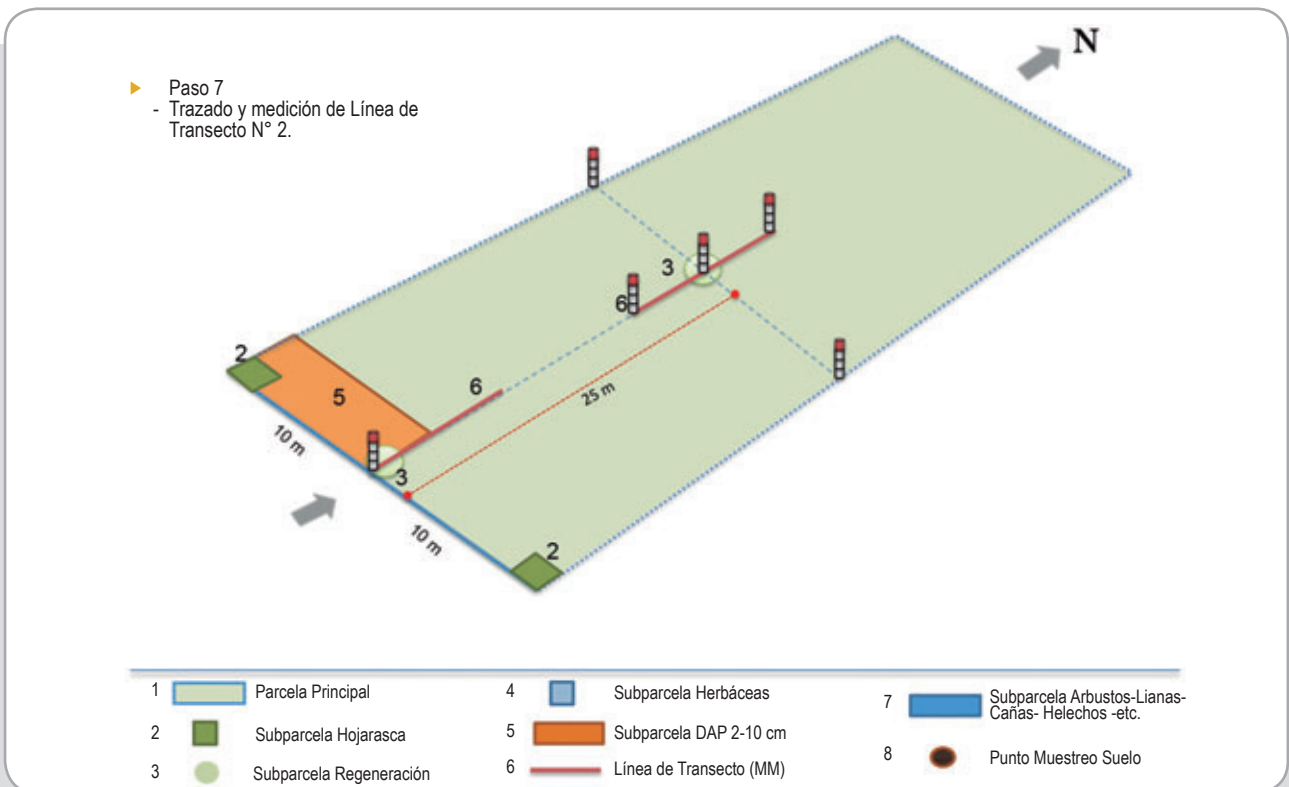 N
Paso 7
- Trazado y medición de Línea de
Transecto N° 2.
3
6
2
5
6
25 m
10 m
3
10 m
2
1 Parcela Principal
2 Subparcela Hojarasca
3 Subparcela Regeneración
4 Subparcela Herbáceas
5 Subparcela DAP 2-10 cm
6 Línea de Transecto (MM)
7 Subparcela Arbustos-Lianas-
Cañas- Helechos -etc.
8 Punto Muestreo Suelo